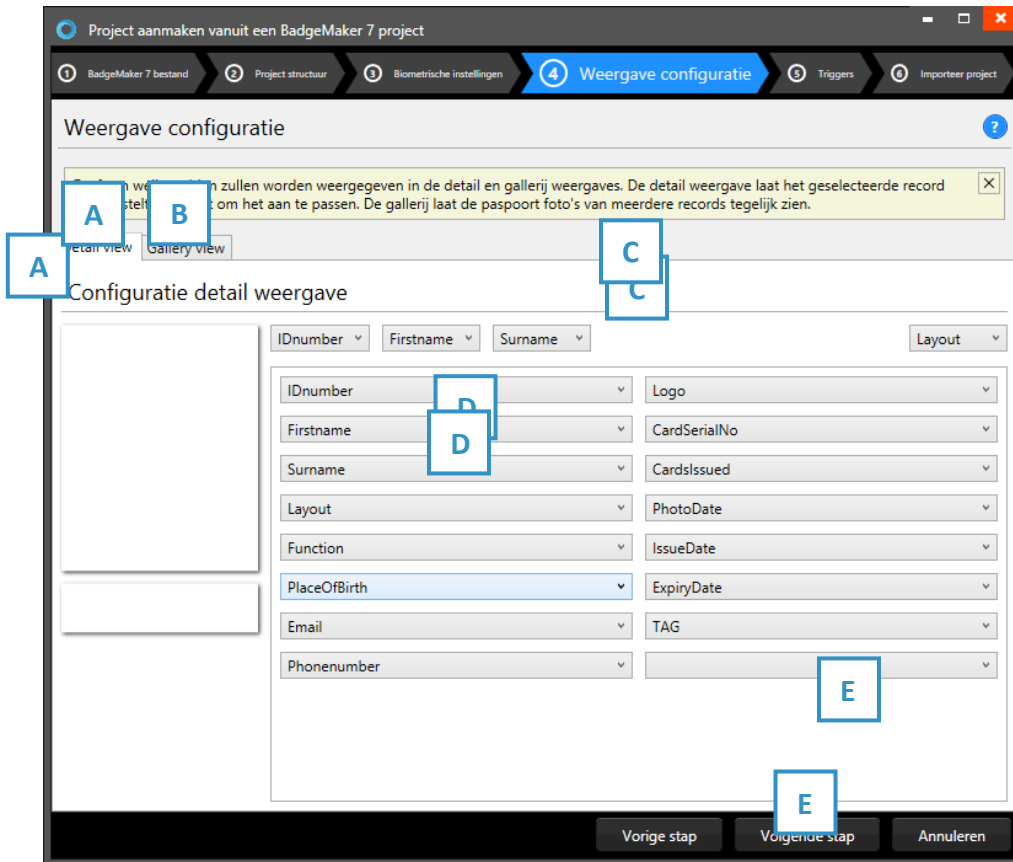 Project aanmaken vanuit een BadgeMaker 7 project
1 BadgeMaker 7 bestand 2 Project structuur 3 Biometrische instellingen 4 Weergave configuratie 5 Triggers 6 Importeer project
Weergave configuratie ?
zullen worden weergegeven in de detail en gallerij weergaves. De detail weergave laat het geselecteerde record
om het aan te passen. De gallerij laat de paspoort foto's van meerdere records tegelijk zien.
A B
C
view Gallery view
A
C
Configuratie detail weergave
IDnumber Firstname Surname Layout
IDnumber Logo
D
Firstname CardSerialNo
D
Surname CardsIssued
Layout PhotoDate
Function IssueDate
PlaceOfBirth ExpiryDate
Email TAG
Phonenumber
E
E
Vorige stap Volgende stap Annuleren